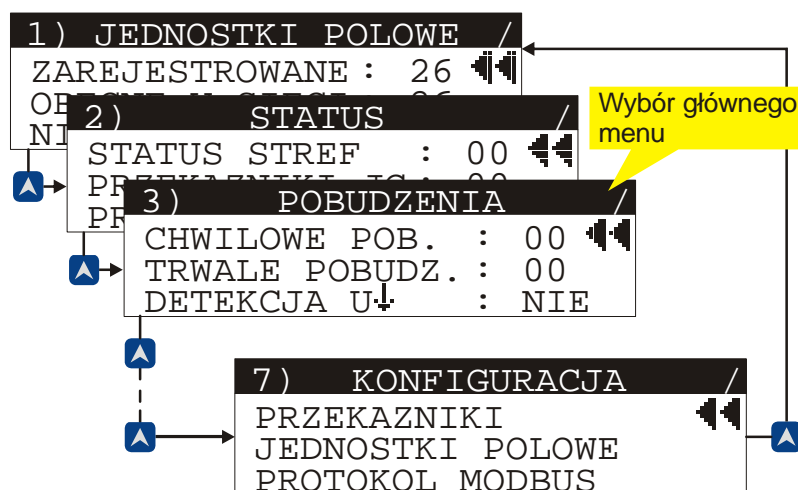 1) JEDNOSTKI POLOWE /
ZAREJESTROWANE : 26
2) STATUS /
STATUS STREF : 00
3) POBUDZENIA /
CHWILOWE POB. : 00
TRWALE POBUDZ. : 00
DETEKCJA U : NIE
Wybór głównego
menu
7) KONFIGURACJA /
PRZEKAZNIKI
JEDNOSTKI POLOWE
PROTOKOL MODBUS